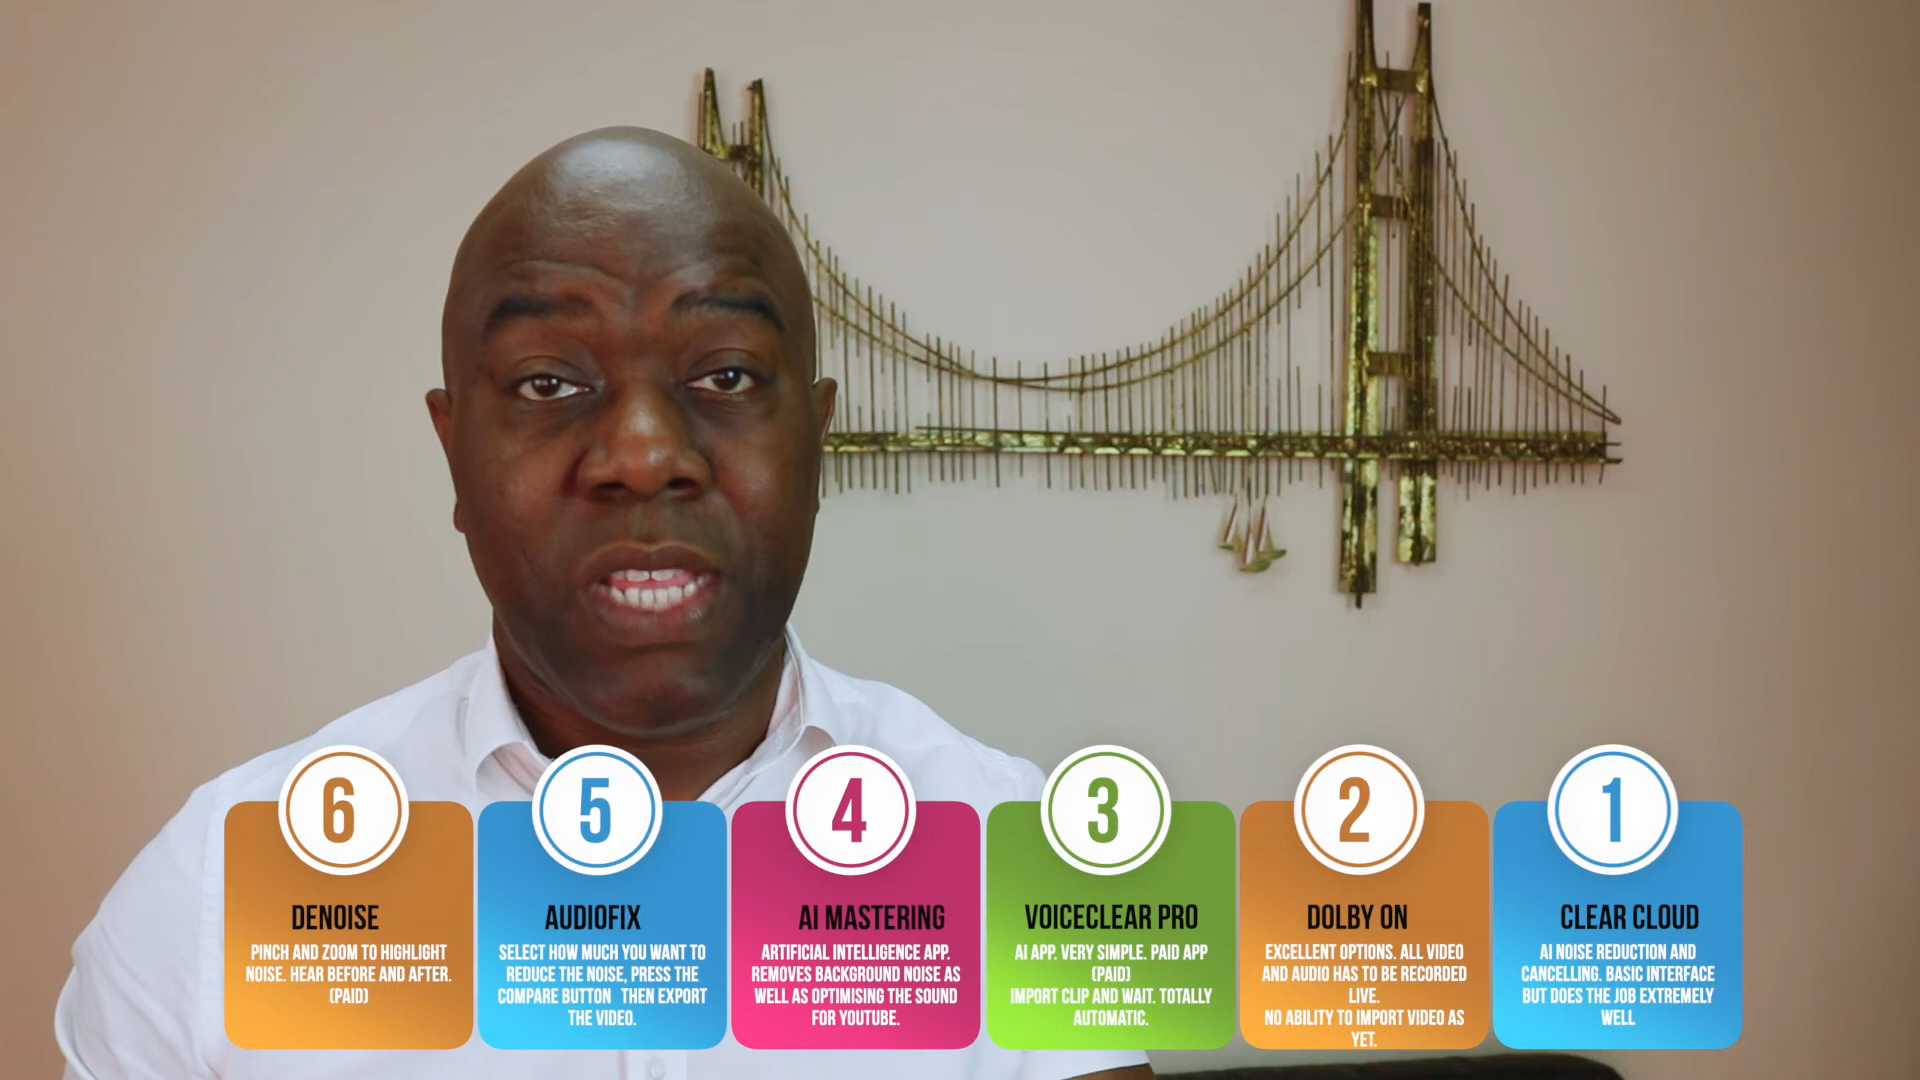 6
DENOISE
PINCH AND ZOOM TO HIGHLIGHT
NOISE. HEAR BEFORE AND AFTER.
(PAID)
5
AUDIOFIX
SELECT HOW MUCH YOU WANT TO
REDUCE THE NOISE, PRESS THE
COMPARE BUTTON THEN EXPORT
THE VIDEO.
4
AI MASTERING
ARTIFICIAL INTELLIGENCE APP.
REMOVES BACKGROUND NOISE AS
WELL AS OPTIMISING THE SOUND
FOR YOUTUBE.
3
VOICECLEAR PRO
AI APP. VERY SIMPLE. PAID APP
(PAID)
IMPORT CLIP AND WAIT. TOTALLY
AUTOMATIC.
2
DOLBY ON
EXCELLENT OPTIONS. ALL VIDEO
AND AUDIO HAS TO BE RECORDED
LIVE.
NO ABILITY TO IMPORT VIDEO AS
YET.
1
CLEAR CLOUD
AI NOISE REDUCTION AND
CANCELLING. BASIC INTERFACE
BUT DOES THE JOB EXTREMELY
WELL